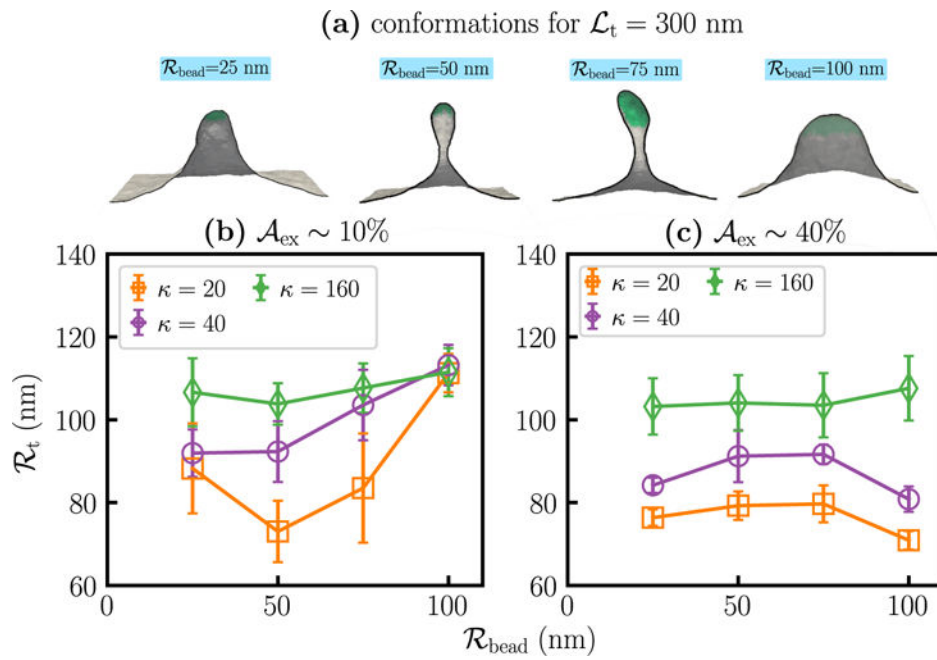 (a) conformations for 𝓛ₜ = 300 nm
𝓡bead=25 nm 𝓡bead=50 nm 𝓡bead=75 nm 𝓡bead=100 nm
(b) 𝓐ex ∼ 10% (c) 𝓐ex ∼ 40%
140 140
κ = 20 κ = 160 κ = 20 κ = 160
κ = 40 κ = 40
120 120
100 100
80 80
60 60
𝓡ₜ (nm)
0 50 100 0 50 100
𝓡bead (nm)